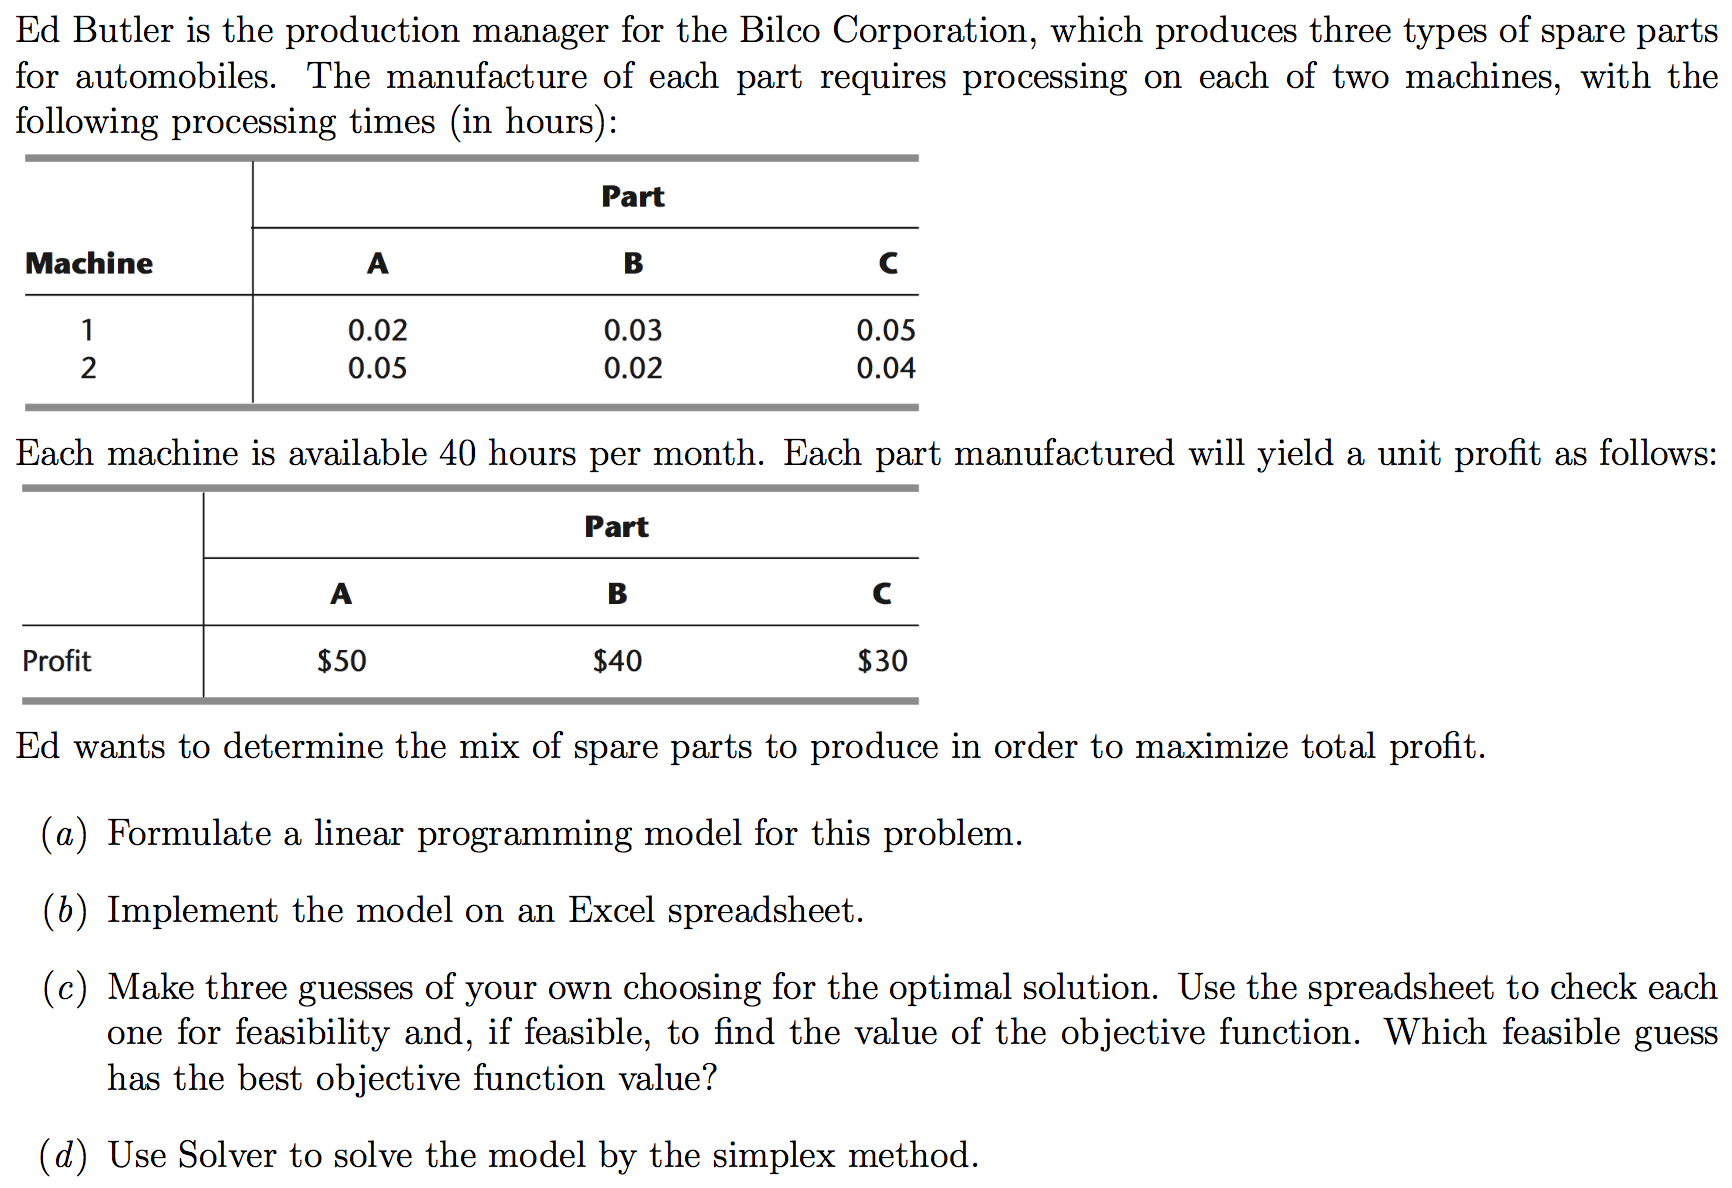 Ed Butler is the production manager for the Bilco Corporation, which produces three types of spare parts
for automobiles. The manufacture of each part requires processing on each of two machines, with the
following processing times (in hours):
Part
Machine A B C
1 0.02 0.03 0.05
2 0.05 0.02 0.04
Each machine is available 40 hours per month. Each part manufactured will yield a unit profit as follows:
Part
A B C
Profit $50 $40 $30
Ed wants to determine the mix of spare parts to produce in order to maximize total profit.
(a) Formulate a linear programming model for this problem.
(b) Implement the model on an Excel spreadsheet.
(c) Make three guesses of your own choosing for the optimal solution. Use the spreadsheet to check each
one for feasibility and, if feasible, to find the value of the objective function. Which feasible guess
has the best objective function value?
(d) Use Solver to solve the model by the simplex method.